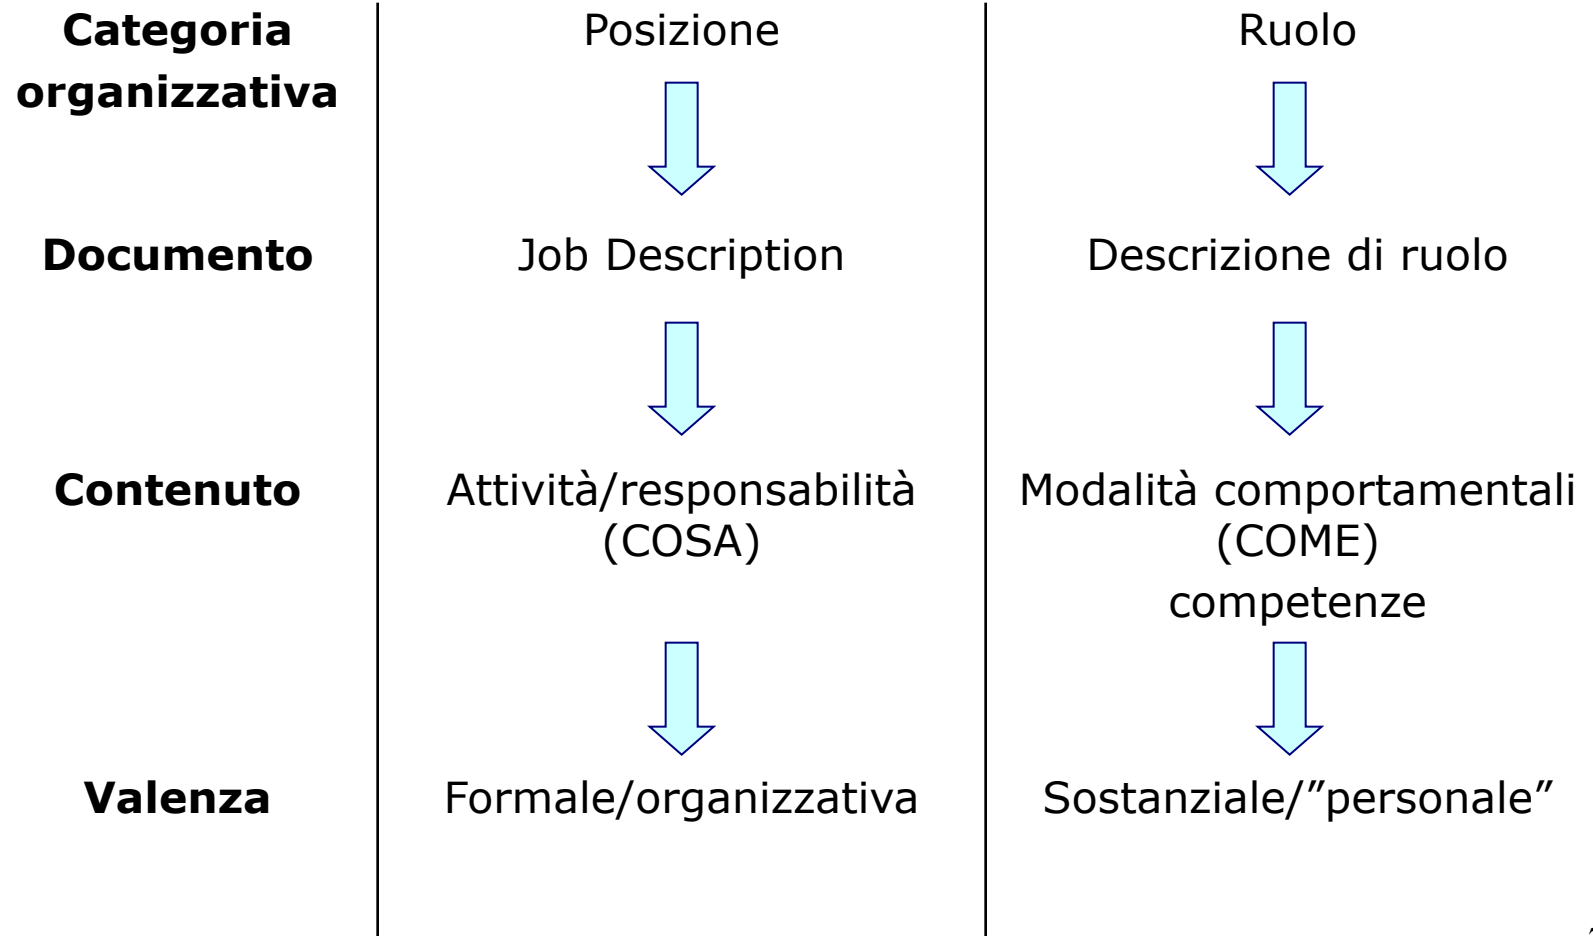 Categoria
organizzativa
Posizione
Ruolo
Documento
Job Description
Descrizione di ruolo
Contenuto
Attività/responsabilità
(COSA)
Modalità comportamentali
(COME)
competenze
Valenza
Formale/organizzativa
Sostanziale/”personale”